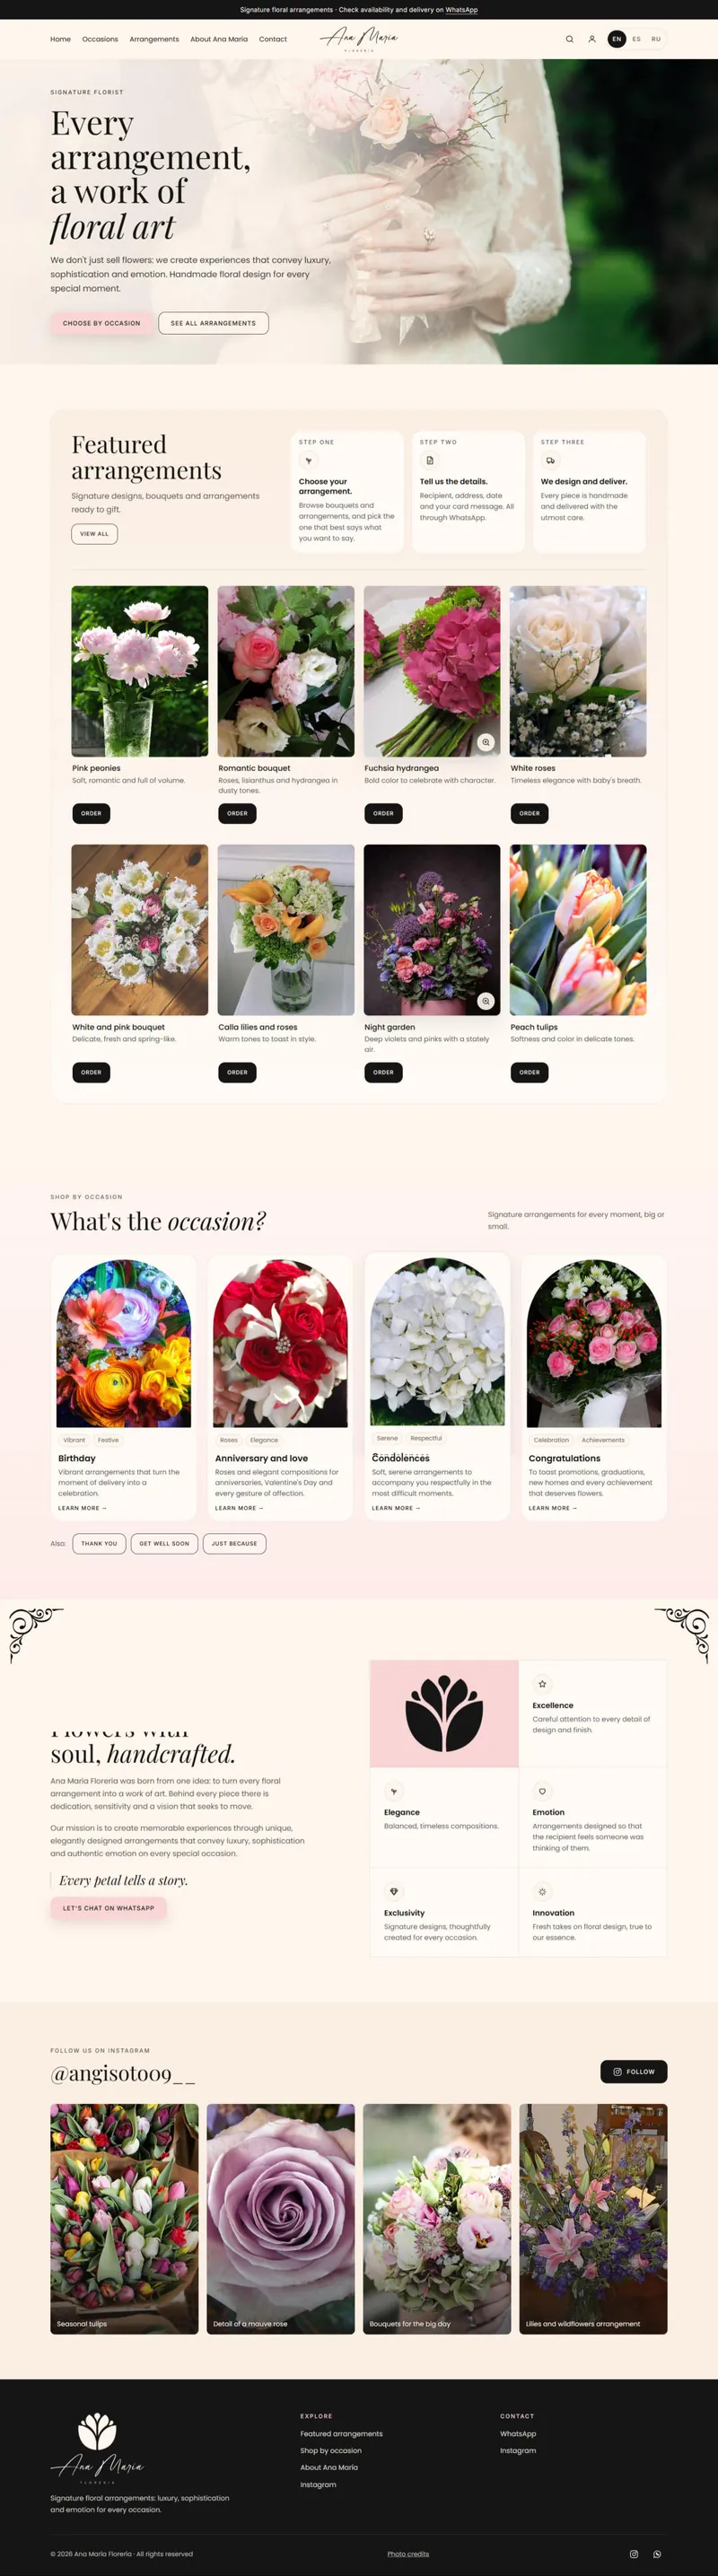 Signature floral arrangements · Check availability and delivery on WhatsApp
Home Occasions Arrangements About Ana Maria Contact
Ana Maria
FLORERÍA
EN ES RU
SIGNATURE FLORIST
Every
arrangement,
a work of
floral art
We don't just sell flowers: we create experiences that convey luxury,
sophistication and emotion. Handmade floral design for every
special moment.
CHOOSE BY OCCASION
SEE ALL ARRANGEMENTS
Featured
arrangements
Signature designs, bouquets and arrangements
ready to gift.
VIEW ALL
STEP ONE
Choose your
arrangement.
Browse bouquets and
arrangements, and pick the
one that best says what
you want to say.
STEP TWO
Tell us the details.
Recipient, address, date
and your card message. All
through WhatsApp.
STEP THREE
We design and deliver.
Every piece is handmade
and delivered with the
utmost care.
Pink peonies
Soft, romantic and full of volume.
ORDER
Romantic bouquet
Roses, lisianthus and hydrangea in
dusty tones.
ORDER
Fuchsia hydrangea
Bold color to celebrate with character.
ORDER
White roses
Timeless elegance with baby's breath.
ORDER
White and pink bouquet
Delicate, fresh and spring-like.
ORDER
Calla lilies and roses
Warm tones to toast in style.
ORDER
Night garden
Deep violets and pinks with a stately
air.
ORDER
Peach tulips
Softness and color in delicate tones.
ORDER
SHOP BY OCCASION
What's the occasion?
Signature arrangements for every moment, big or
small.
Vibrant Festive
Birthday
Vibrant arrangements that turn the
moment of delivery into a
celebration.
LEARN MORE →
Roses Elegance
Anniversary and love
Roses and elegant compositions for
anniversaries, Valentine's Day and
every gesture of affection.
LEARN MORE →
Serene Respectful
Condolences
Soft, serene arrangements to
accompany you respectfully in the
most difficult moments.
LEARN MORE →
Celebration Achievements
Congratulations
To toast promotions, graduations,
new homes and every achievement
that deserves flowers.
LEARN MORE →
Also: THANK YOU GET WELL SOON JUST BECAUSE
Flowers with
soul, handcrafted.
Ana María Florería was born from one idea: to turn every floral
arrangement into a work of art. Behind every piece there is
dedication, sensitivity and a vision that seeks to move.
Our mission is to create memorable experiences through unique,
elegantly designed arrangements that convey luxury, sophistication
and authentic emotion on every special occasion.
Every petal tells a story.
LET'S CHAT ON WHATSAPP
Excellence
Careful attention to every detail of
design and finish.
Elegance
Balanced, timeless compositions.
Emotion
Arrangements designed so that
the recipient feels someone was
thinking of them.
Exclusivity
Signature designs, thoughtfully
created for every occasion.
Innovation
Fresh takes on floral design, true to
our essence.
FOLLOW US ON INSTAGRAM
@angisoto09__
FOLLOW
Seasonal tulips
Detail of a mauve rose
Bouquets for the big day
Lilies and wildflowers arrangement
Ana Maria
FLORERÍA
Signature floral arrangements: luxury, sophistication
and emotion for every occasion.
EXPLORE
Featured arrangements
Shop by occasion
About Ana María
Instagram
CONTACT
WhatsApp
Instagram
© 2026 Ana María Florería · All rights reserved
Photo credits